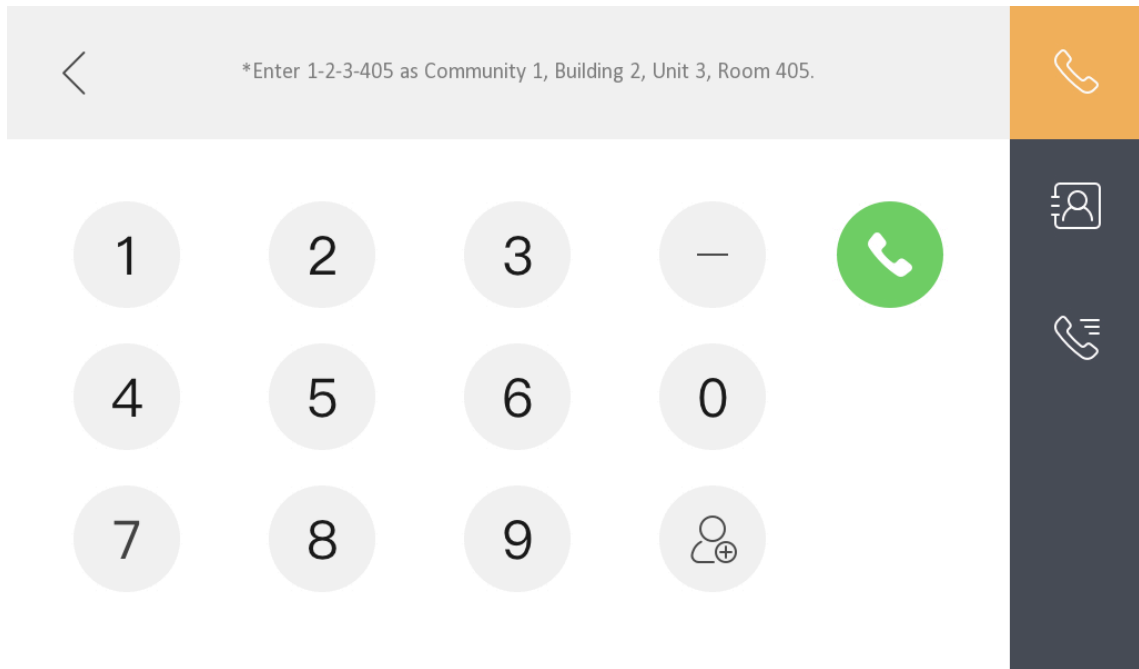 *Enter 1-2-3-405 as Community 1, Building 2, Unit 3, Room 405.
1 2 3 —
4 5 6 0
7 8 9